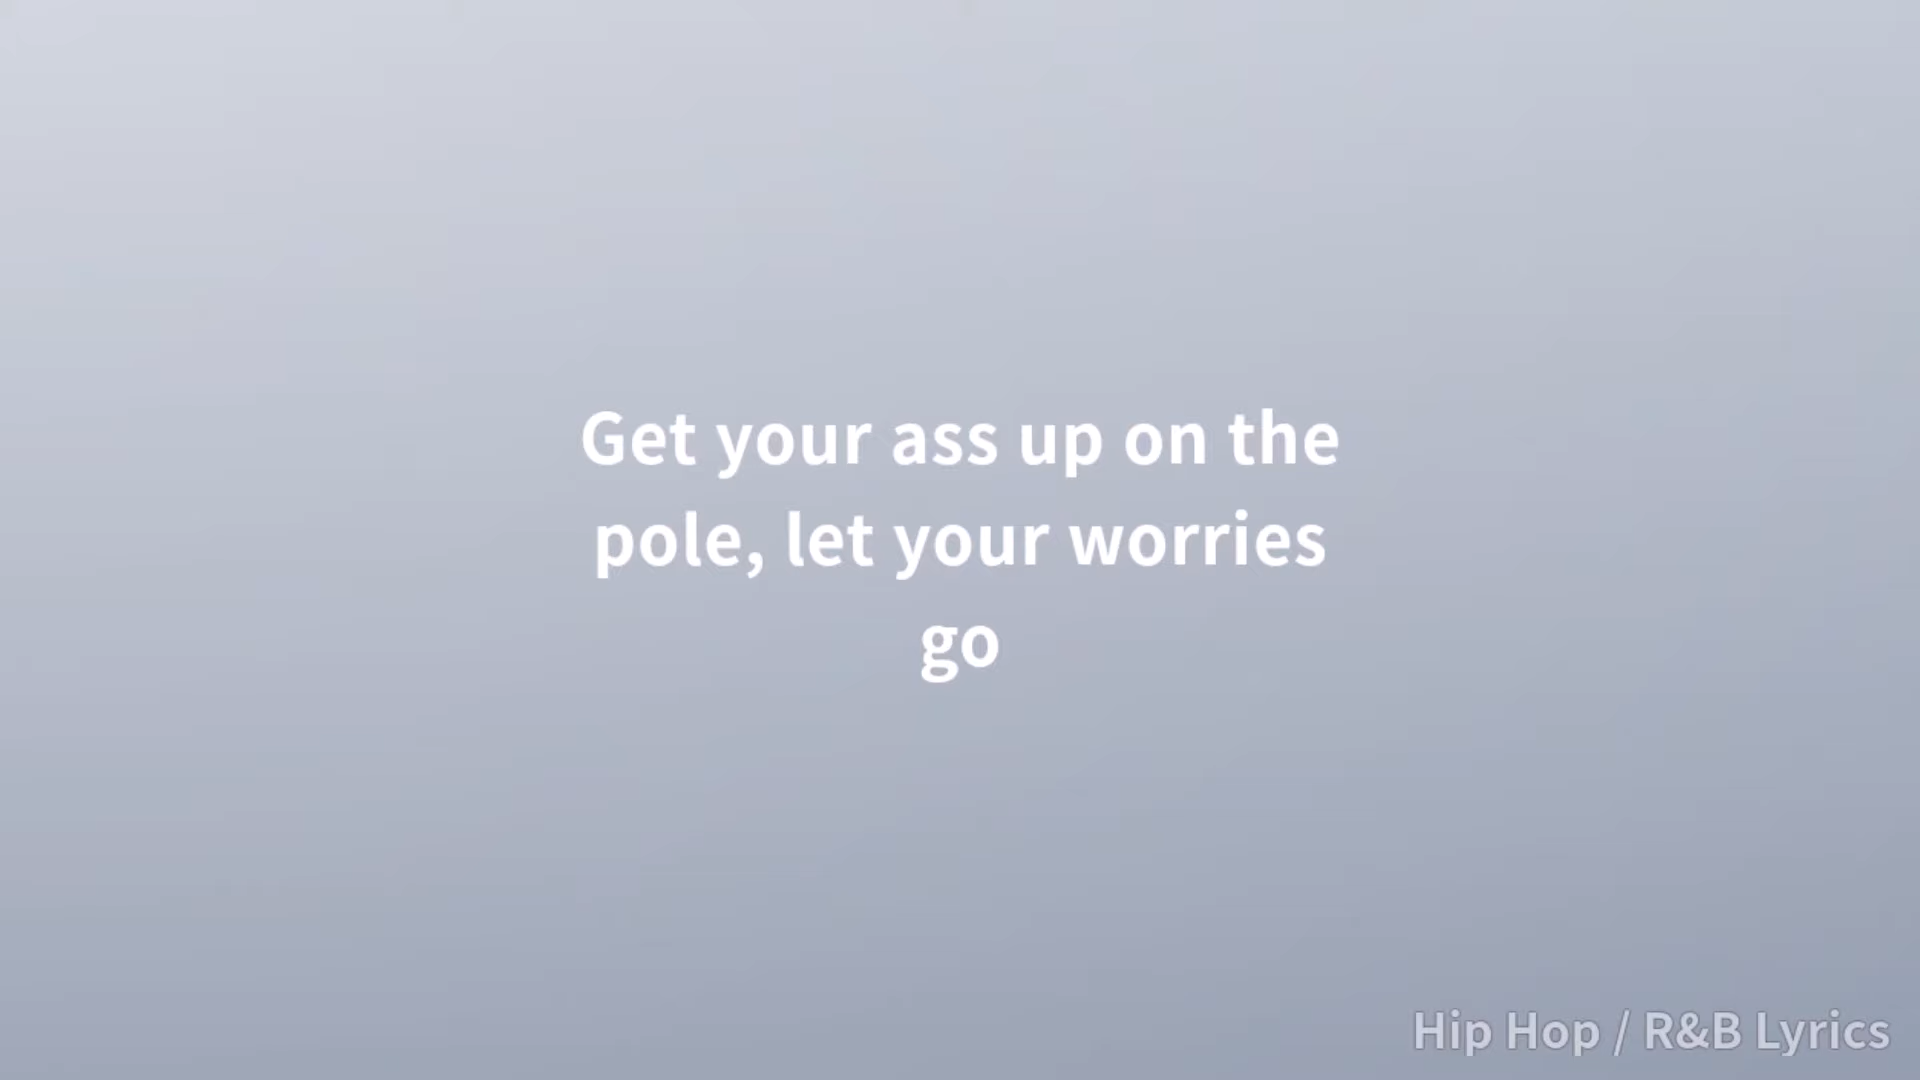 Get your ass up on the
pole, let your worries
go
Hip Hop / R&B Lyrics